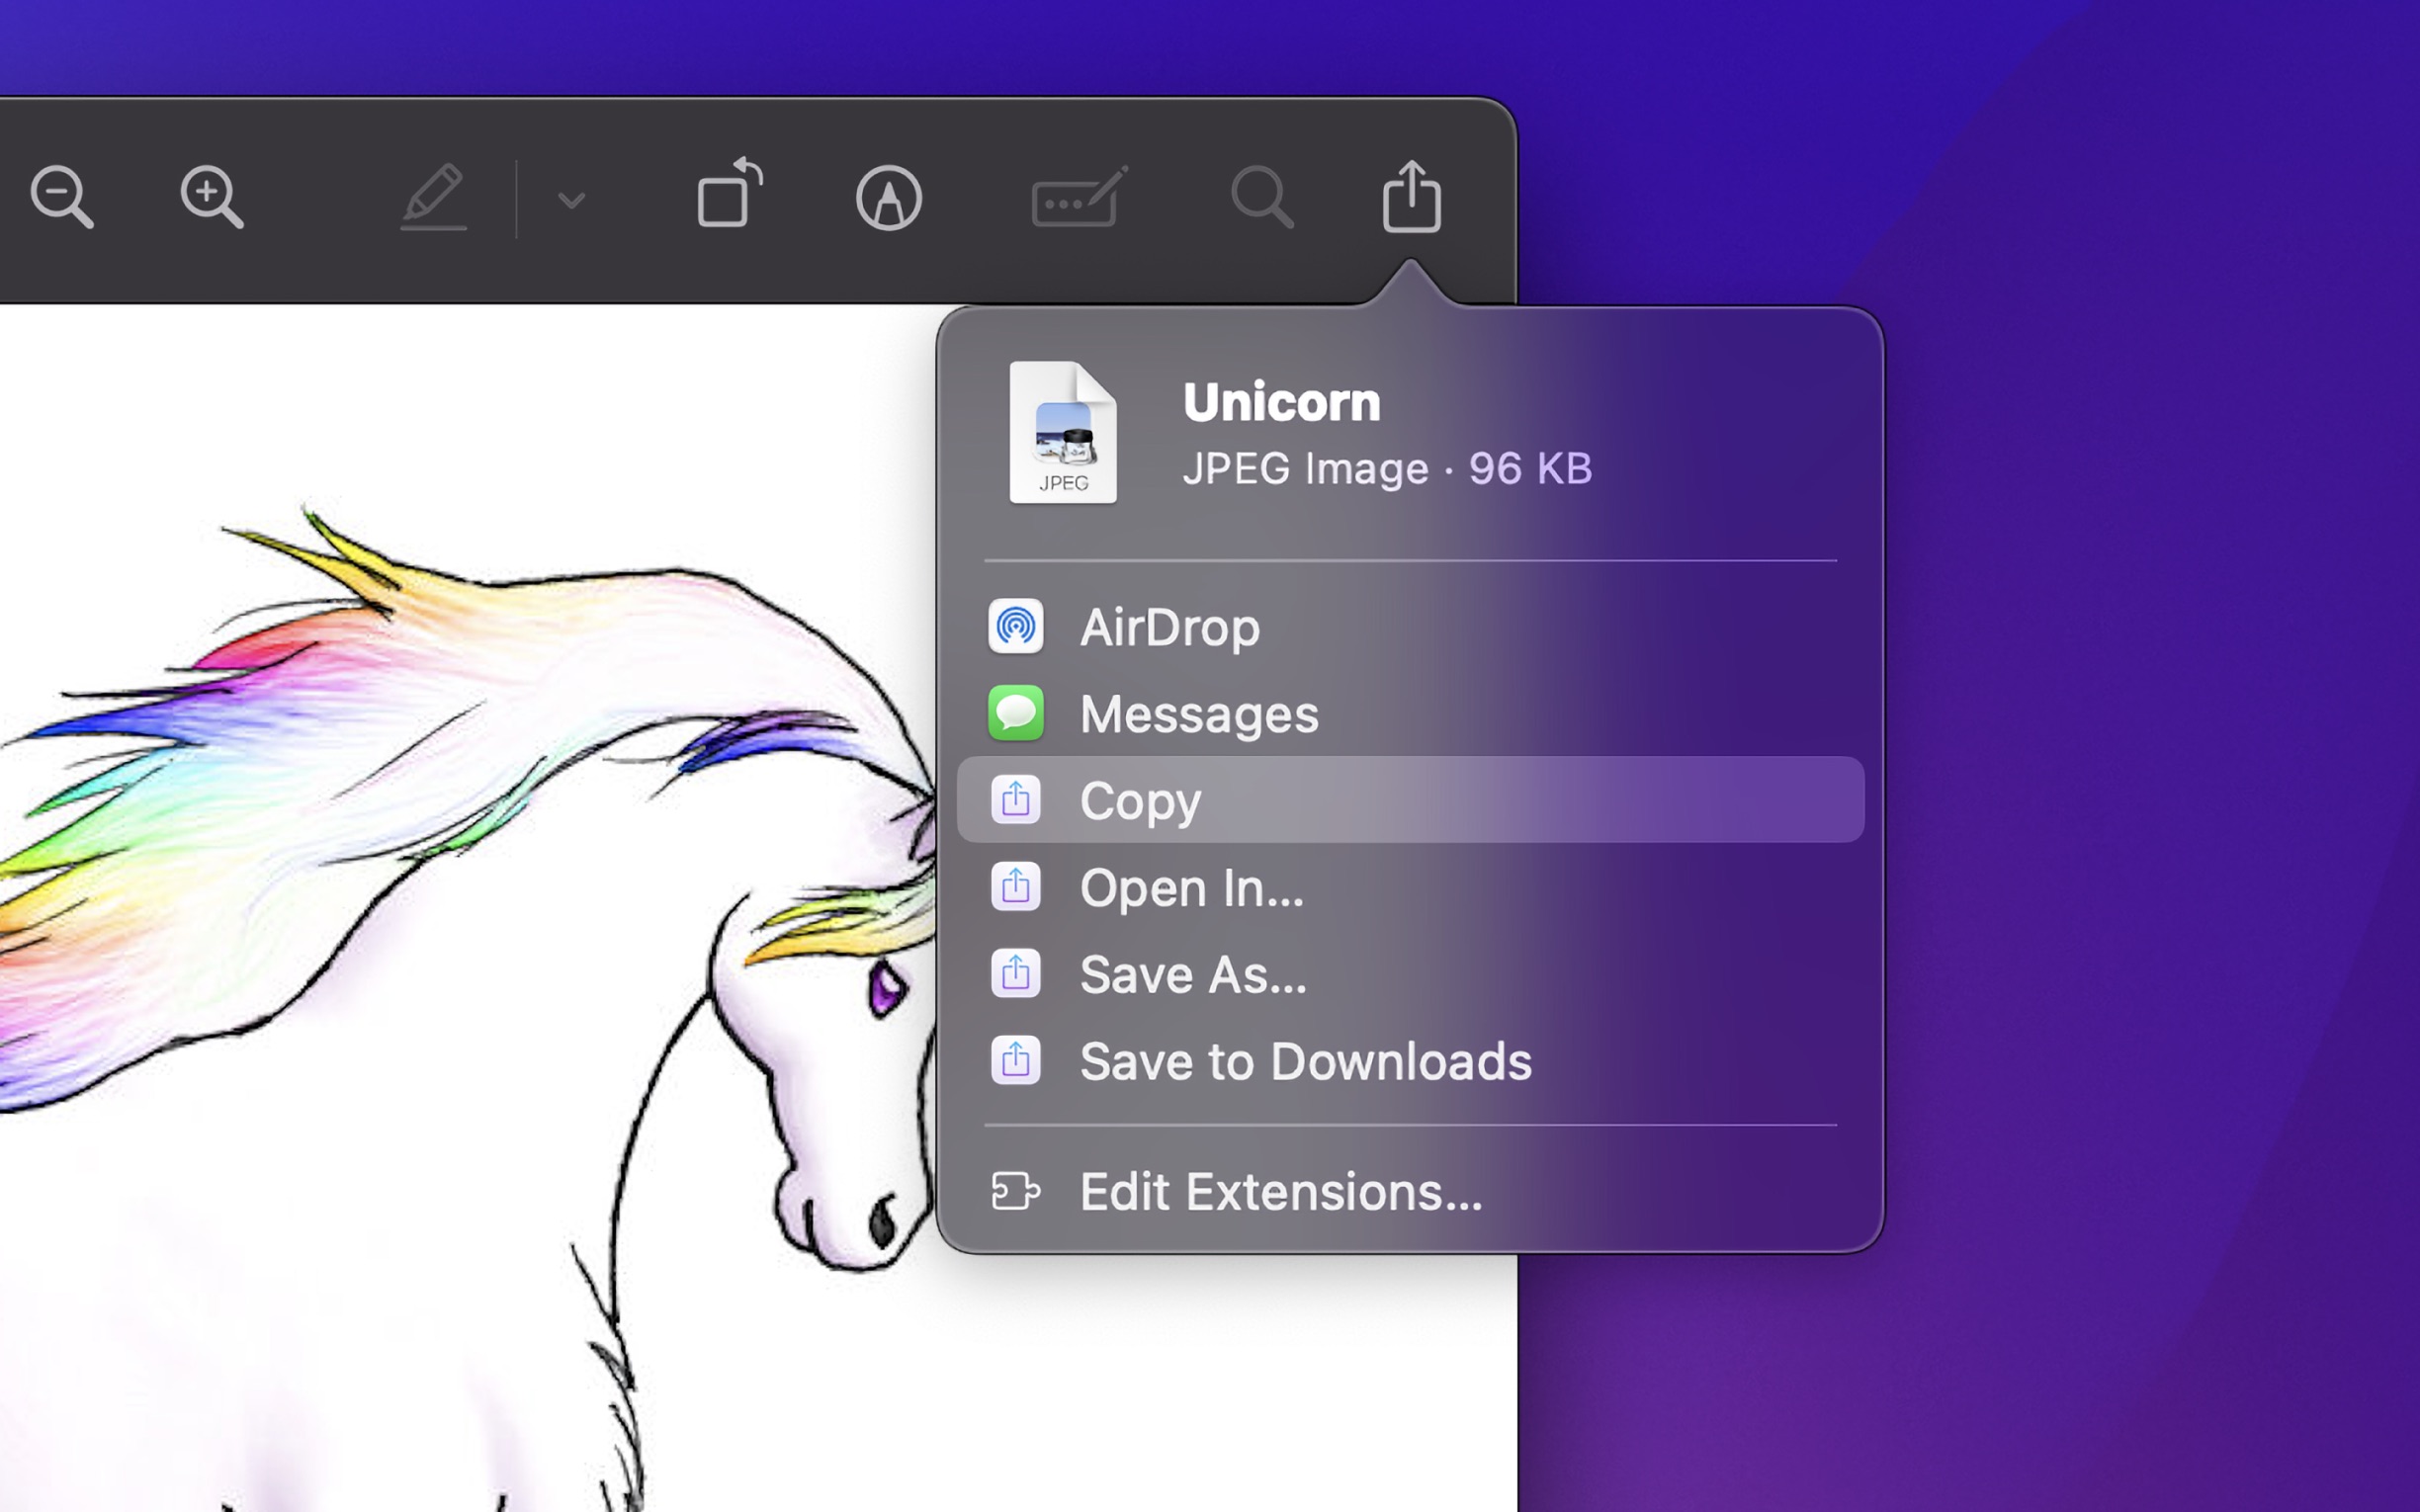 Unicorn
JPEG Image · 96 KB
JPEG
AirDrop
Messages
Copy
Open In...
Save As...
Save to Downloads
Edit Extensions...